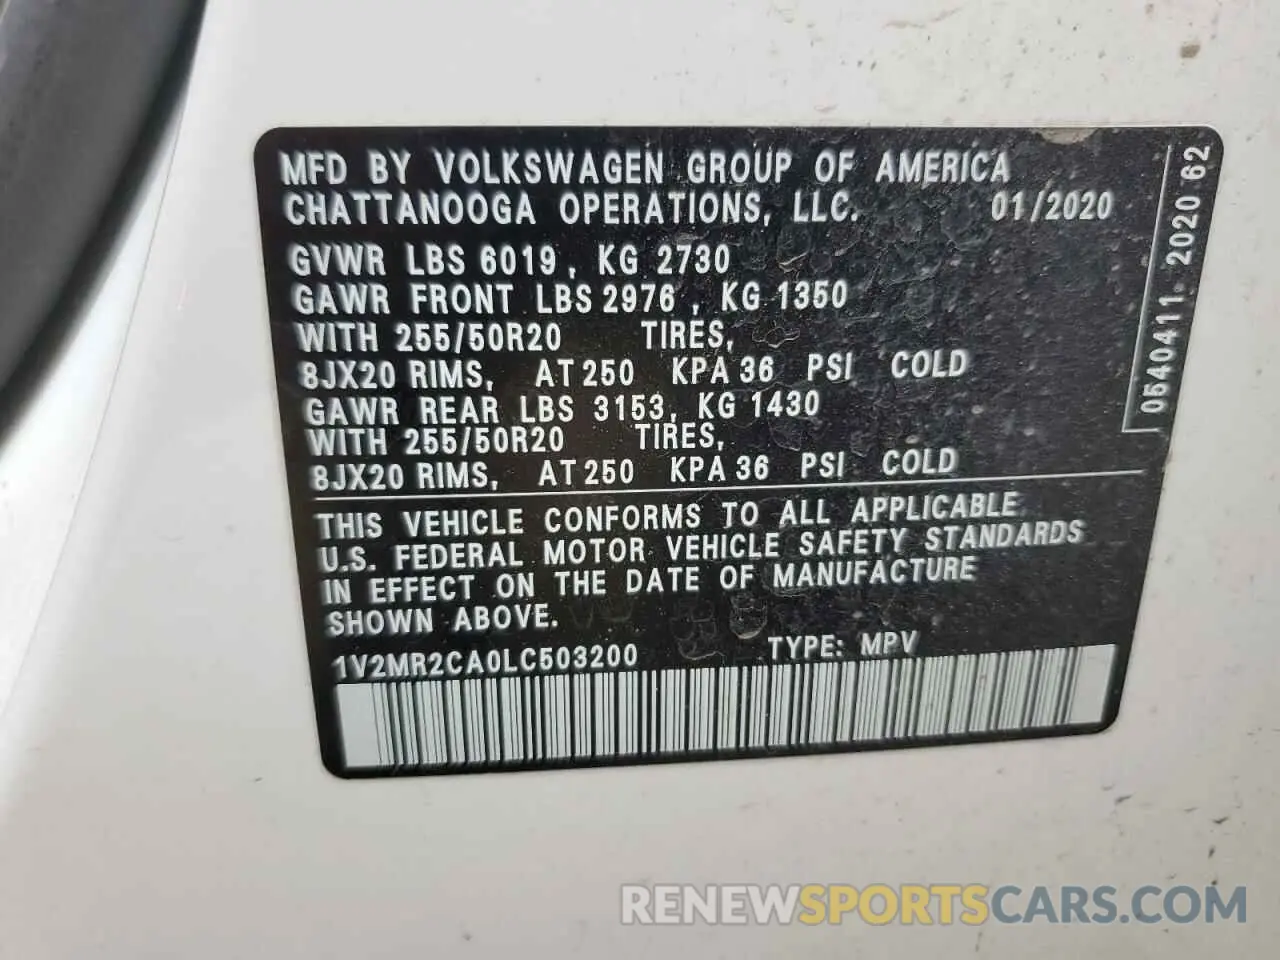 MFD BY VOLKSWAGEN GROUP OF AMERICA
CHATTANOOGA OPERATIONS, LLC. 01/2020
GVWR LBS 6019, KG 2730
GAWR FRONT LBS 2976, KG 1350
WITH 255/50R20 TIRES,
8JX20 RIMS, AT 250 KPA 36 PSI COLD
GAWR REAR LBS 3153, KG 1430
WITH 255/50R20 TIRES,
8JX20 RIMS, AT 250 KPA 36 PSI COLD
THIS VEHICLE CONFORMS TO ALL APPLICABLE
U.S. FEDERAL MOTOR VEHICLE SAFETY STANDARDS
IN EFFECT ON THE DATE OF MANUFACTURE
SHOWN ABOVE.
1V2MR2CA0LC503200 TYPE: MPV
0540411 2020 62
RENEWSPORTSCARS.COM